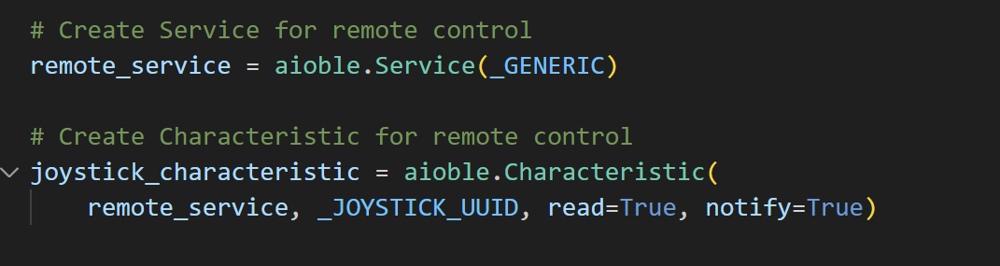 # Create Service for remote control
remote_service = aioble.Service(_GENERIC)
# Create Characteristic for remote control
joystick_characteristic = aioble.Characteristic(
remote_service, _JOYSTICK_UUID, read=True, notify=True)